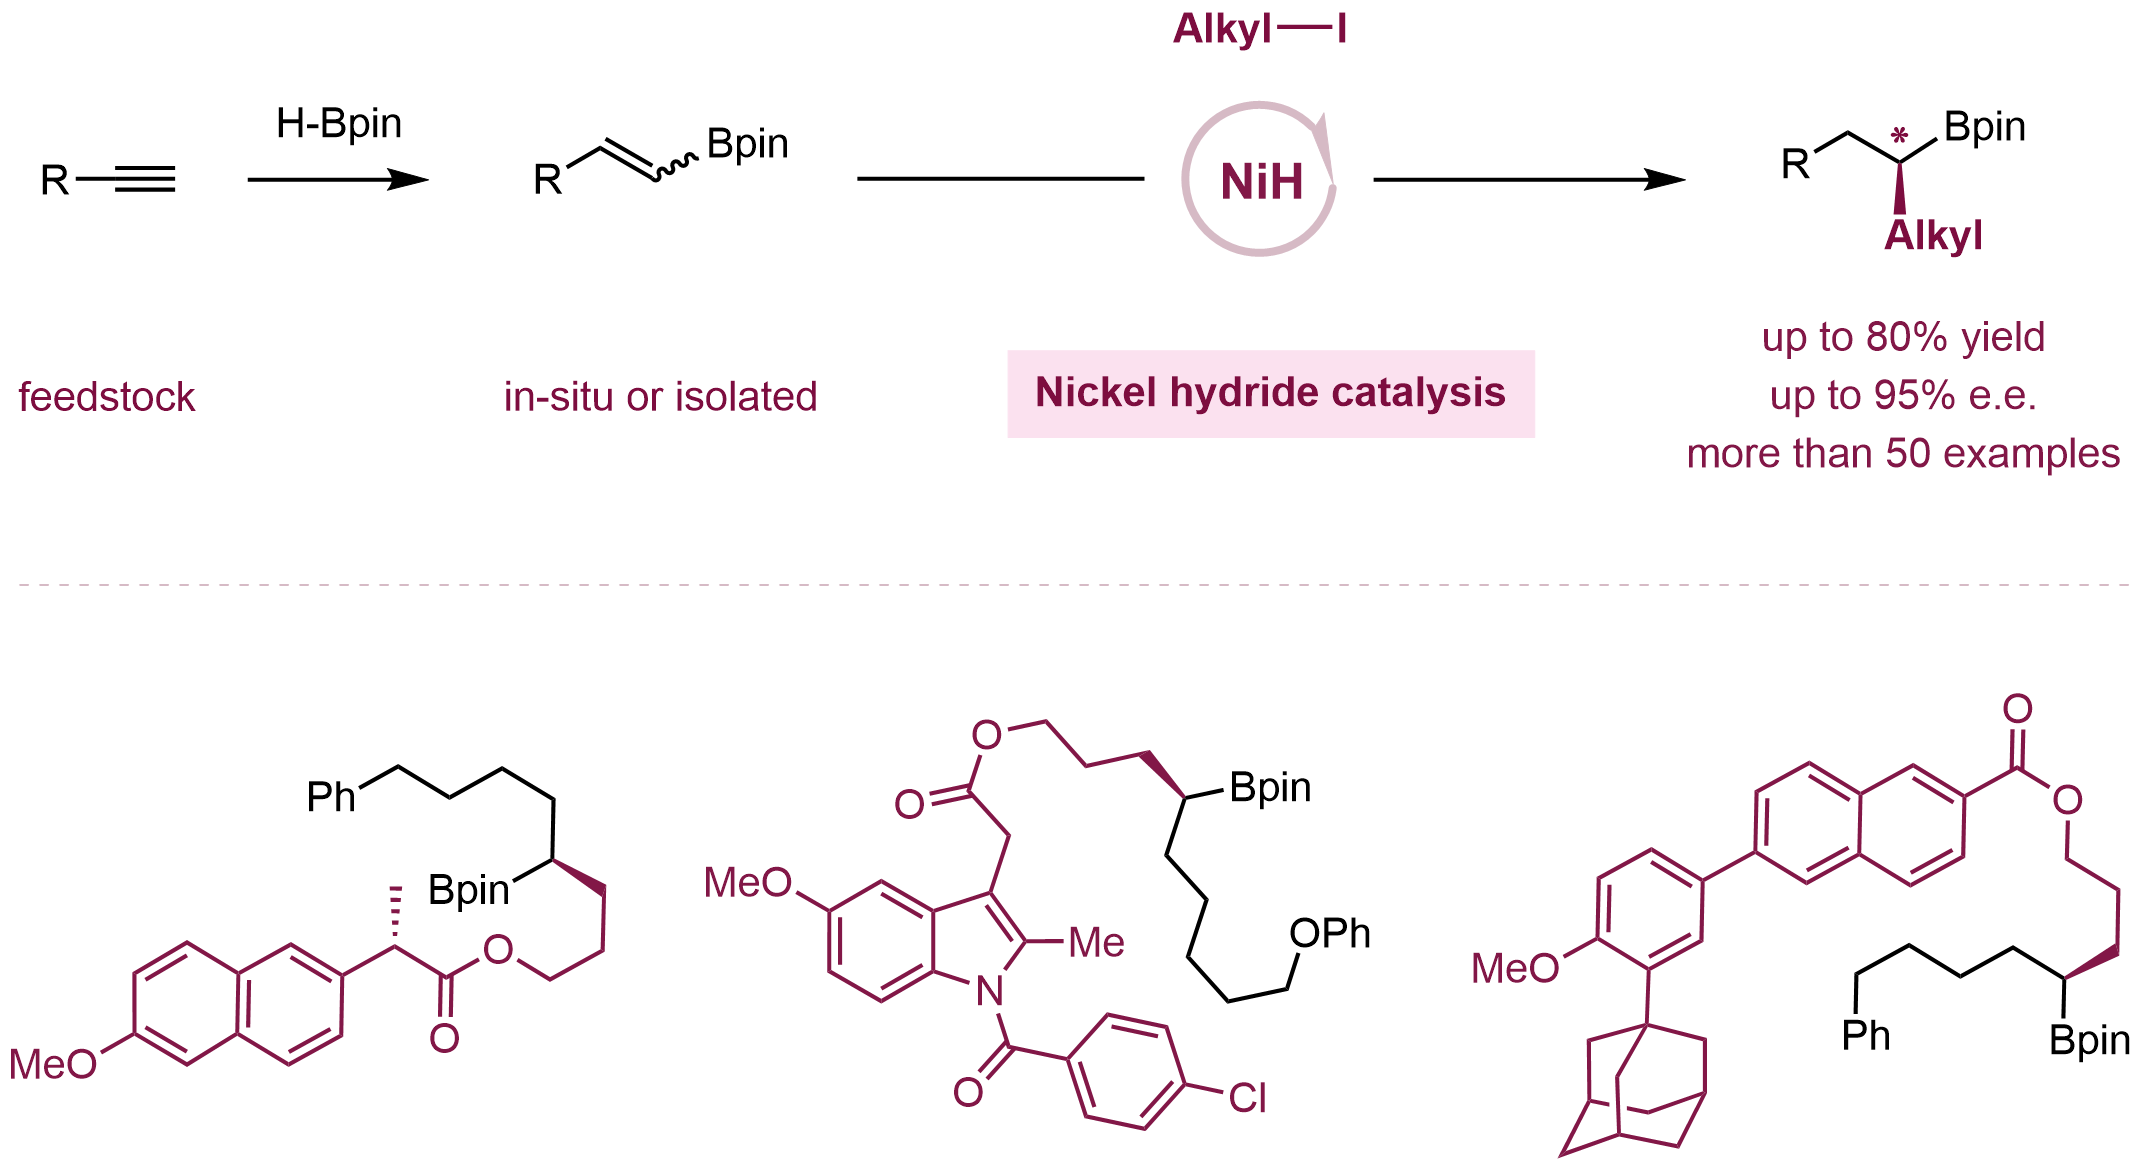 Alkyl—I
H-Bpin
R
R
Bpin
NiH
R
*
Bpin
Alkyl
feedstock
in-situ or isolated
Nickel hydride catalysis
up to 80% yield
up to 95% e.e.
more than 50 examples
Ph
Bpin
O
O
MeO
O
O
Bpin
MeO
Me
N
OPh
O
Cl
O
O
MeO
Ph
Bpin